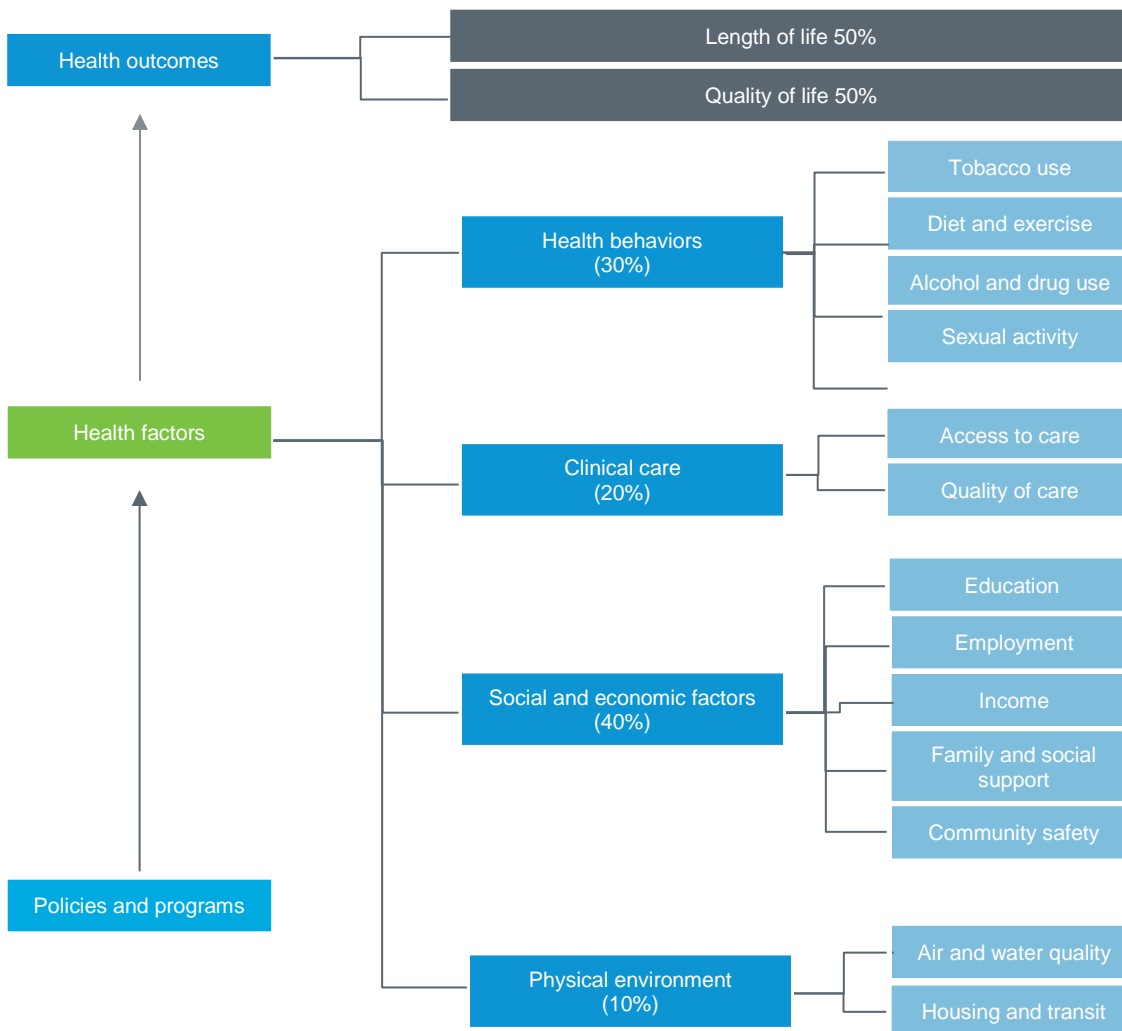 Health outcomes
Length of life 50%
Quality of life 50%
Health factors
Policies and programs
Health behaviors
(30%)
Tobacco use
Diet and exercise
Alcohol and drug use
Sexual activity
Clinical care
(20%)
Access to care
Quality of care
Social and economic factors
(40%)
Education
Employment
Income
Family and social
support
Community safety
Physical environment
(10%)
Air and water quality
Housing and transit